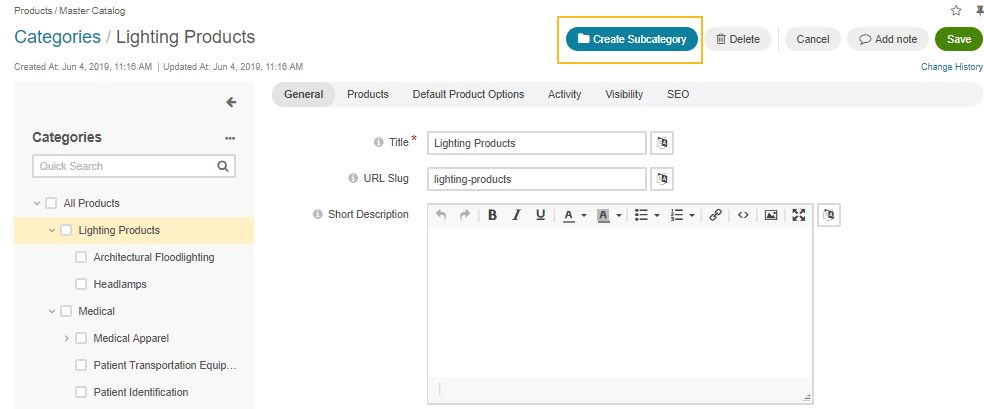 Products / Master Catalog
Categories / Lighting Products
Create Subcategory
Delete
Cancel
Add note
Save
Created At: Jun 4, 2019, 11:16 AM | Updated At: Jun 4, 2019, 11:16 AM
Change History
General Products Default Product Options Activity Visibility SEO
Categories
Quick Search
All Products
Lighting Products
Architectural Floodlighting
Headlamps
Medical
Medical Apparel
Patient Transportation Equip...
Patient Identification
Title *
Lighting Products
URL Slug
lighting-products
Short Description
B I U A A